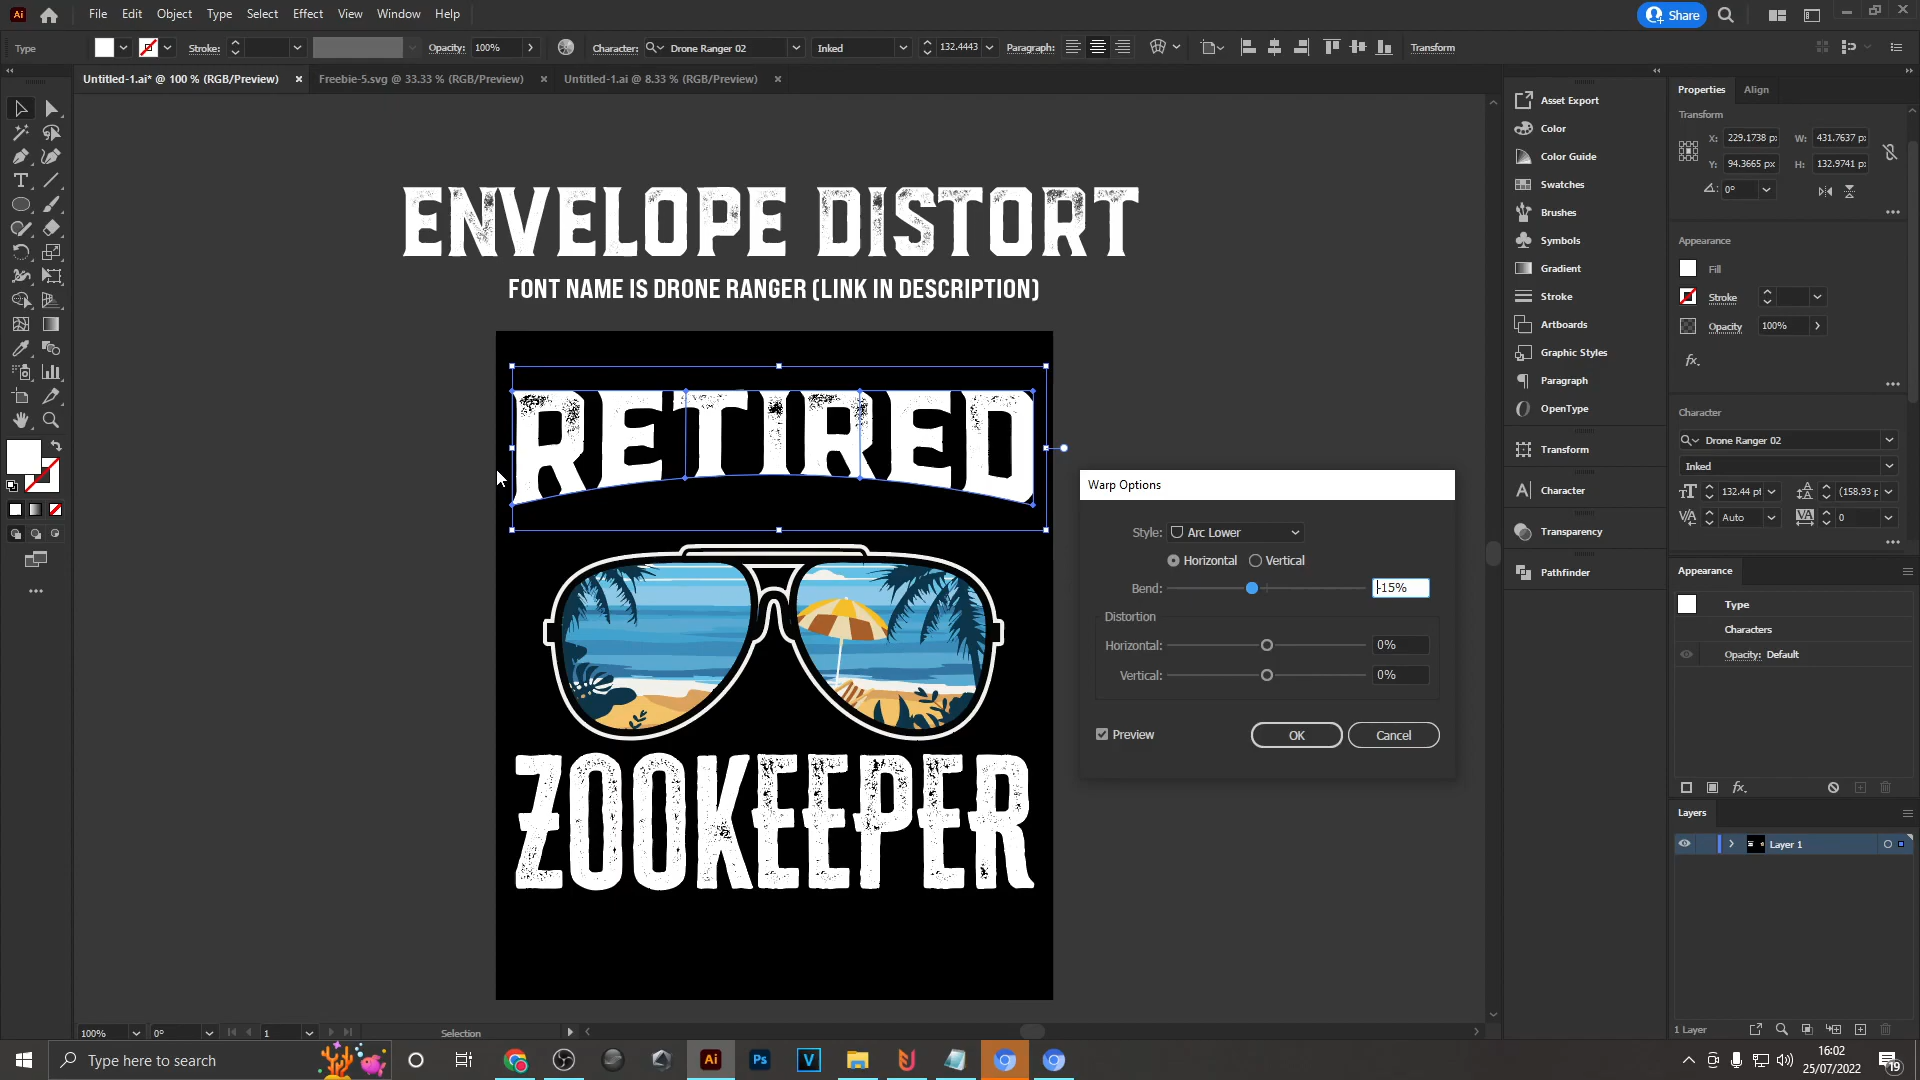 Ai
File Edit Object Type Select Effect View Window Help
Share
Type
Stroke:
Opacity: 100%
Character: Drone Ranger 02
Inked
132.4443
Paragraph:
Transform
Untitled-1.ai* @ 100 % (RGB/Preview)
Freebie-5.svg @ 33.33 % (RGB/Preview)
Untitled-1.ai @ 8.33 % (RGB/Preview)
ENVELOPE DISTORT
FONT NAME IS DRONE RANGER (LINK IN DESCRIPTION)
RETIRED
ZOOKEEPER
Warp Options
Style: Arc Lower
Horizontal Vertical
Bend: -15%
Distortion
Horizontal: 0%
Vertical: 0%
Preview OK Cancel
Asset Export
Color
Color Guide
Swatches
Brushes
Symbols
Gradient
Stroke
Artboards
Graphic Styles
Paragraph
OpenType
Transform
Character
Transparency
Pathfinder
Properties Align
Transform
X: 229.1738 p W: 431.7637 p
Y: 94.3665 px H: 132.9741 p
0°
Appearance
Fill
Stroke
Opacity 100%
fx.
Character
Drone Ranger 02
Inked
132.44 pt (158.93 p
Auto 0
Appearance
Type
Characters
Opacity: Default
fx.
Layers
Layer 1
1 Layer
100% 0° 1 Selection
Type here to search
Ai Ps V
16:02
25/07/2022
19